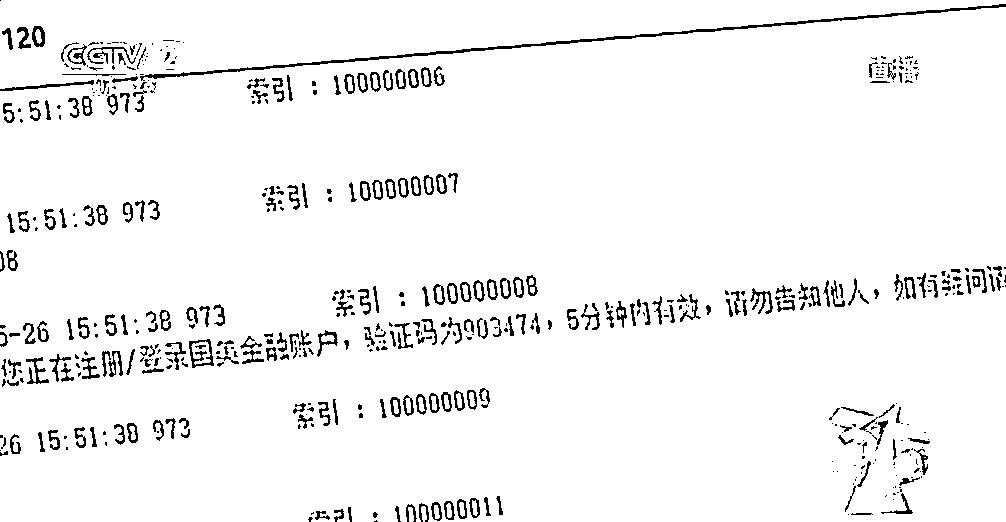 120
CCTV 2
财经
直播
5:51:38 973 索引 : 100000006
15:51:38 973 索引 : 100000007
08
5-26 15:51:38 973 索引 : 100000008
您正在注册/登录国美金融账户，验证码为903474，5分钟内有效，请勿告知他人，如有疑问请
26 15:51:38 973 索引 : 100000009
索引 : 100000011